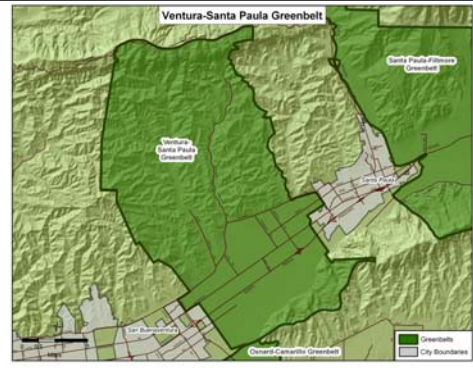 Ventura-Santa Paula Greenbelt
Santa Paula-Fillmore
Greenbelt
Ventura-
Santa Paula
Greenbelt
Santa Paula
San Buenaventura
Miles
Oxnard-Camarillo Greenbelt
Greenbelts
City Boundaries